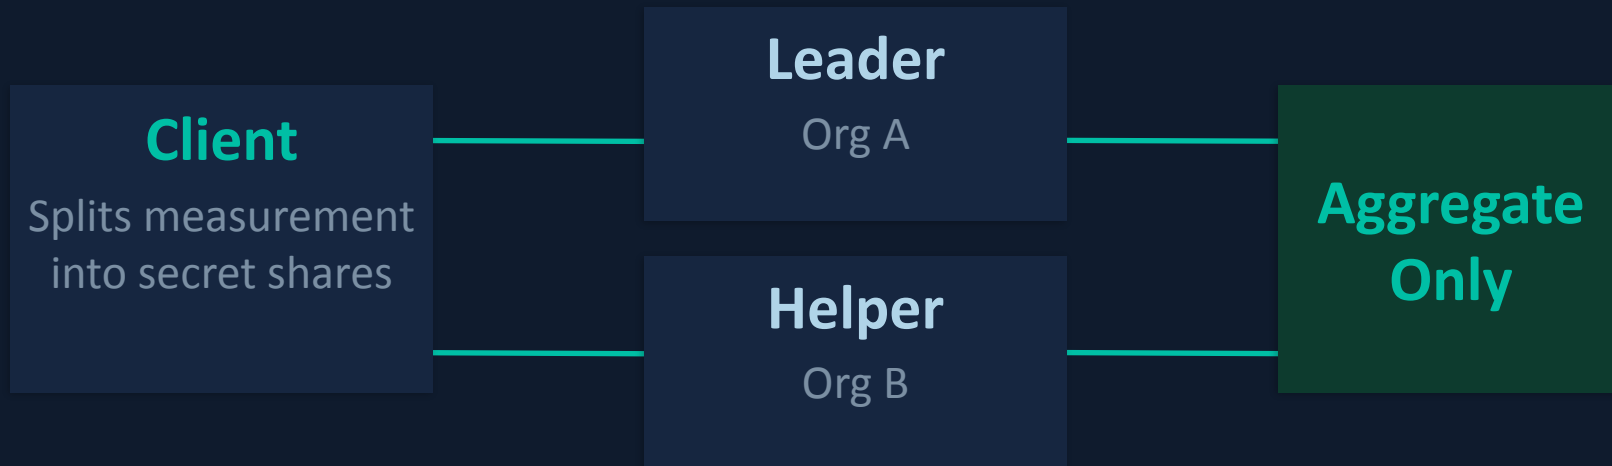 Client
Splits measurement
into secret shares
Leader
Org A
Helper
Org B
Aggregate
Only